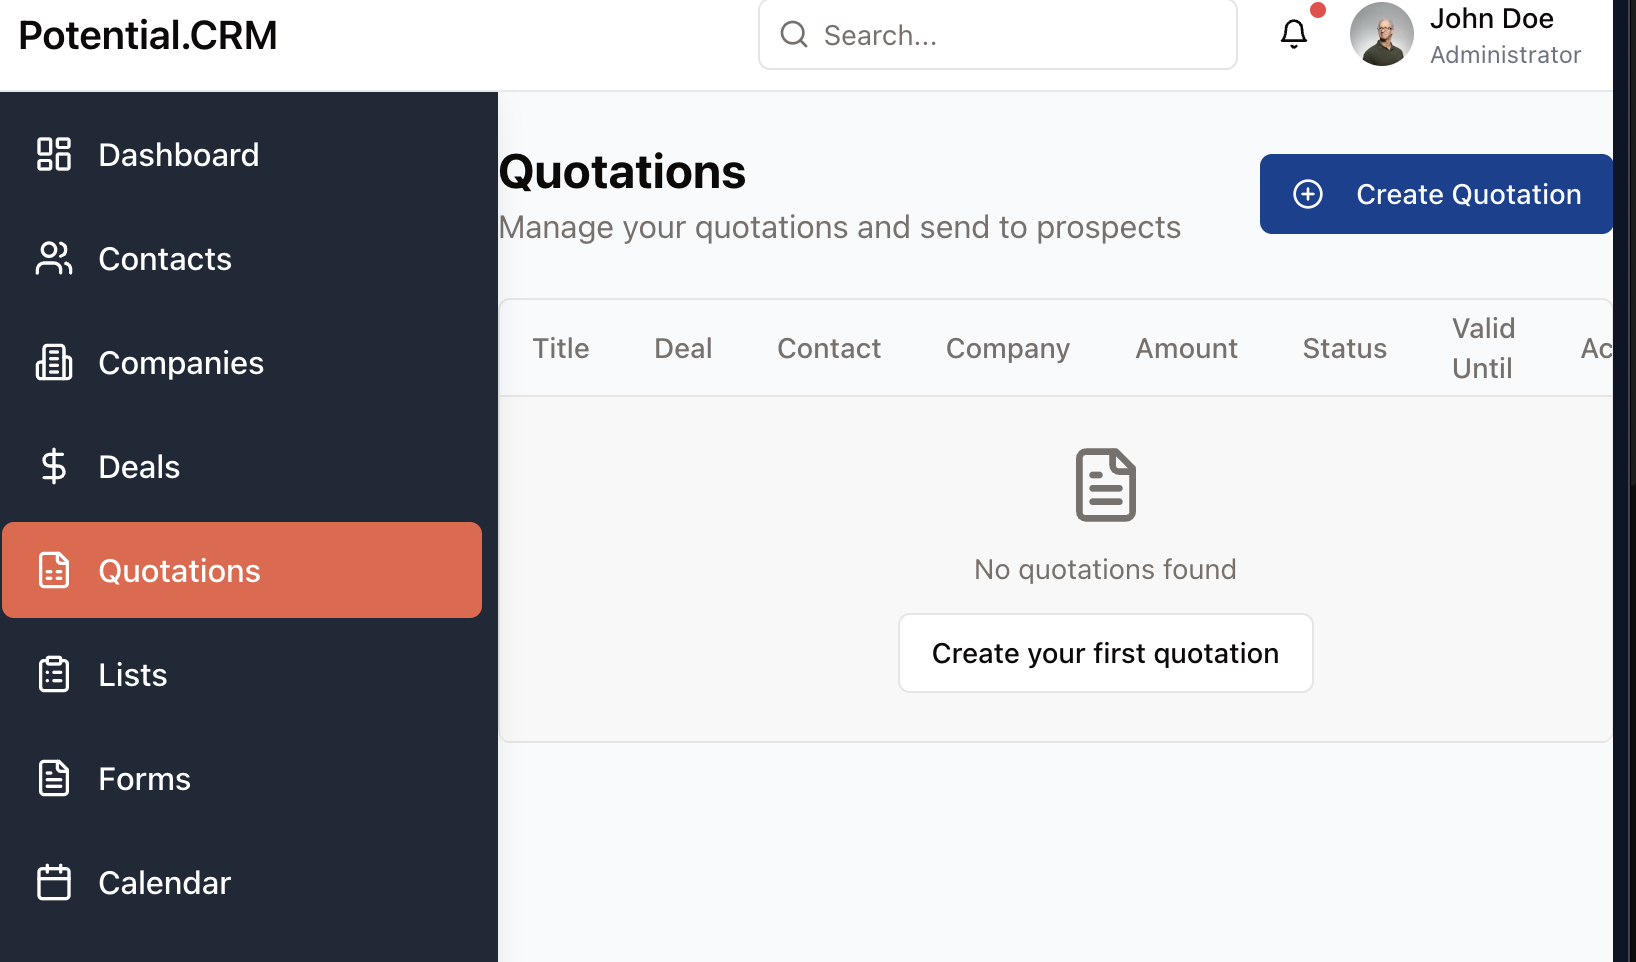 Potential.CRM
Search...
John Doe
Administrator
Dashboard
Contacts
Companies
Deals
Quotations
Lists
Forms
Calendar
Quotations
Manage your quotations and send to prospects
Create Quotation
Title Deal Contact Company Amount Status Valid Until Ac
No quotations found
Create your first quotation